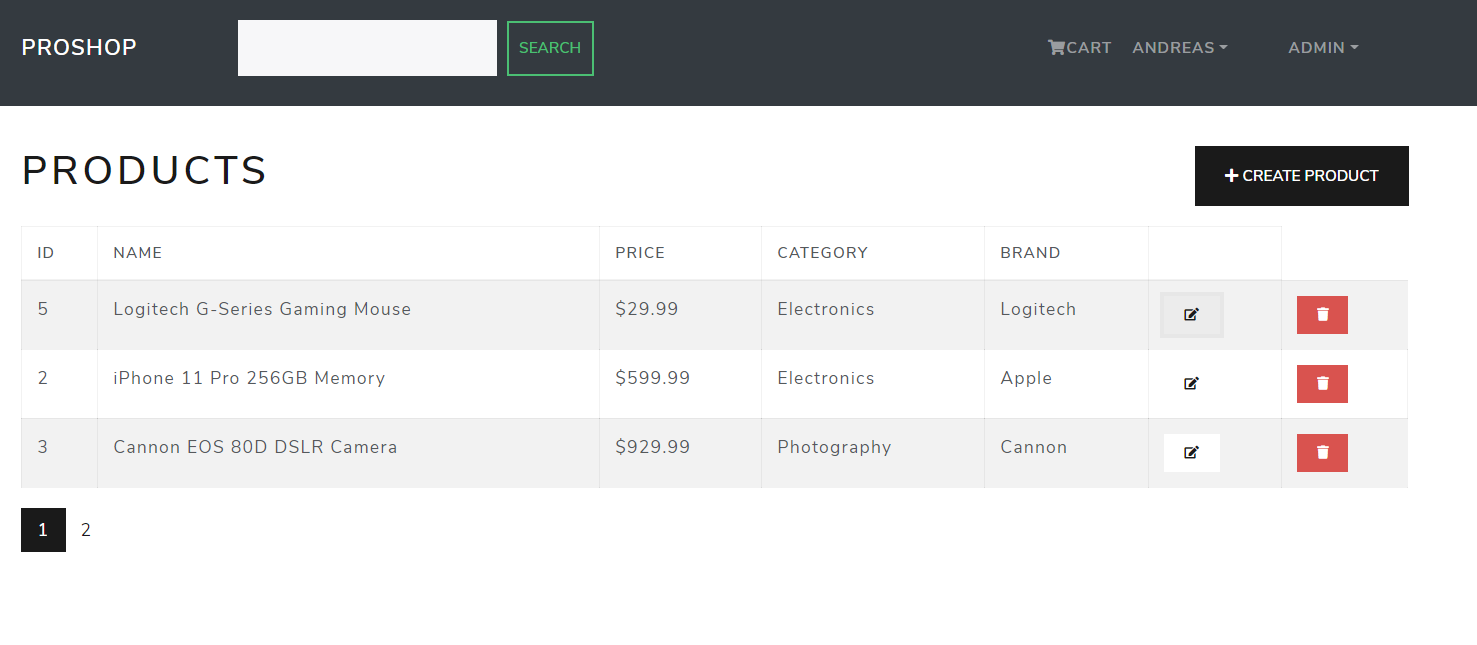 PROSHOP SEARCH CART ANDREAS ADMIN
PRODUCTS
CREATE PRODUCT
ID NAME PRICE CATEGORY BRAND
5 Logitech G-Series Gaming Mouse $29.99 Electronics Logitech
2 iPhone 11 Pro 256GB Memory $599.99 Electronics Apple
3 Cannon EOS 80D DSLR Camera $929.99 Photography Cannon
1 2